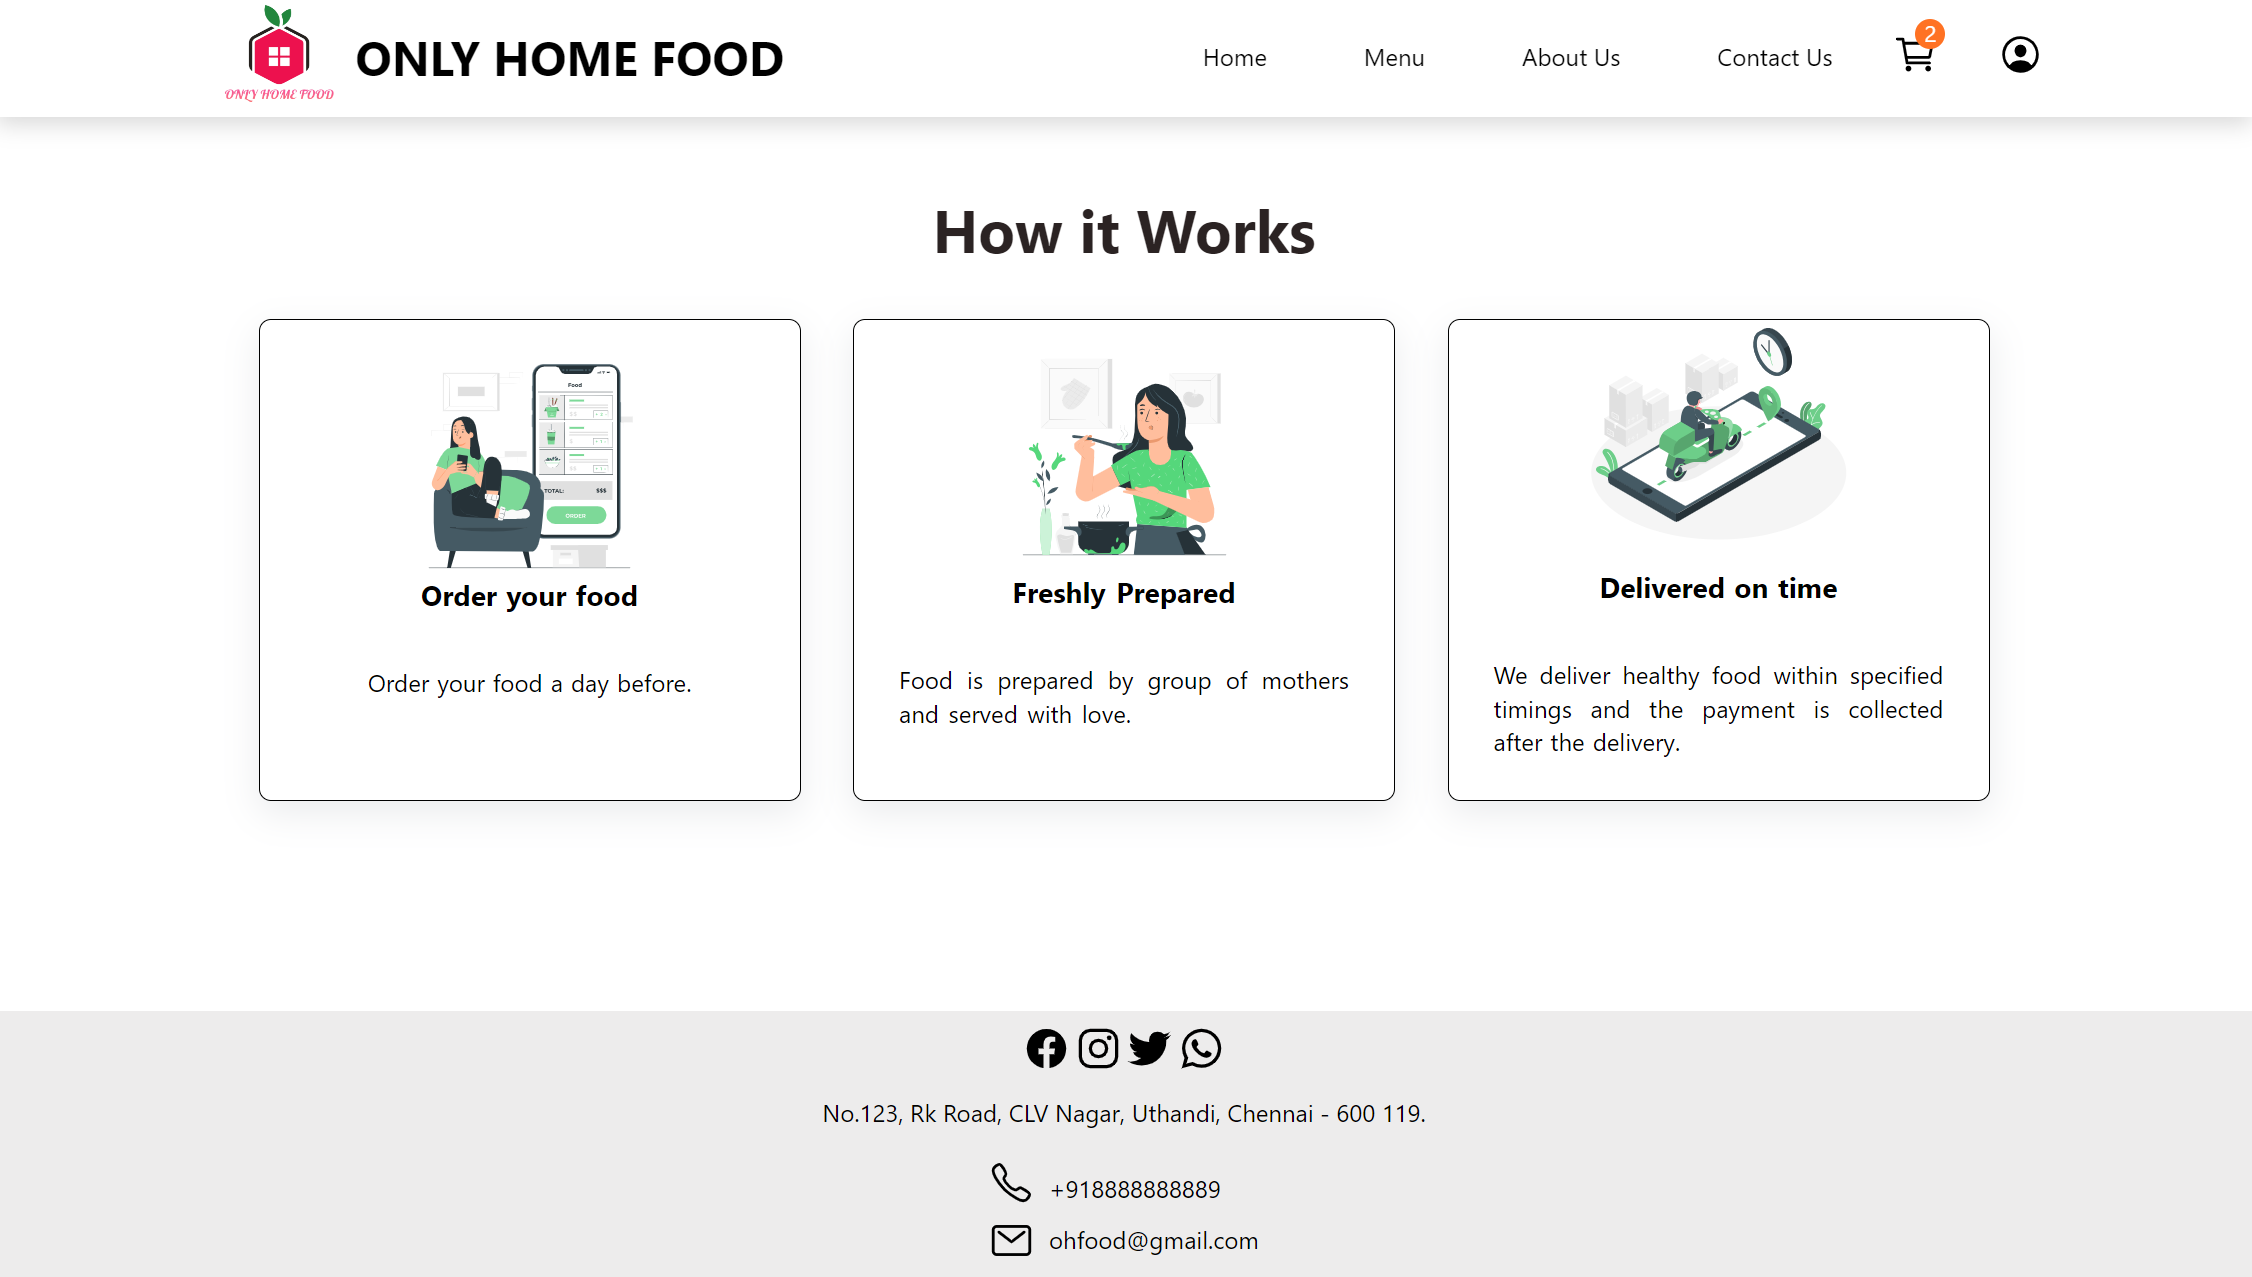 ONLY HOME FOOD
ONLY HOME FOOD
Home
Menu
About Us
Contact Us
2
How it Works
Food
TOTAL: $$$
ORDER
Order your food
Order your food a day before.
Freshly Prepared
Food is prepared by group of mothers
and served with love.
Delivered on time
We deliver healthy food within specified
timings and the payment is collected
after the delivery.
No.123, Rk Road, CLV Nagar, Uthandi, Chennai - 600 119.
+918888888889
ohfood@gmail.com